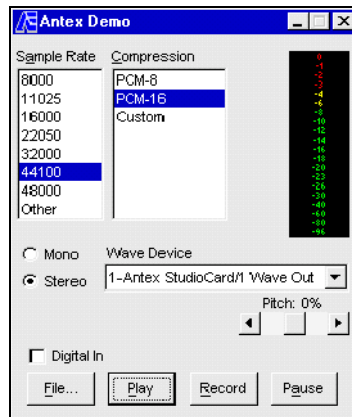 Antex Demo
Sample Rate
8000
11025
16000
22050
32000
44100
48000
Other
Compression
PCM-8
PCM-16
Custom
0
-1
-2
-3
-4
-6
-8
-10
-12
-14
-16
-18
-20
-23
-26
-30
-40
-60
-80
-96
Mono
Stereo
Wave Device
1-Antex StudioCard/1 Wave Out
Pitch: 0%
Digital In
File...
Play
Record
Pause